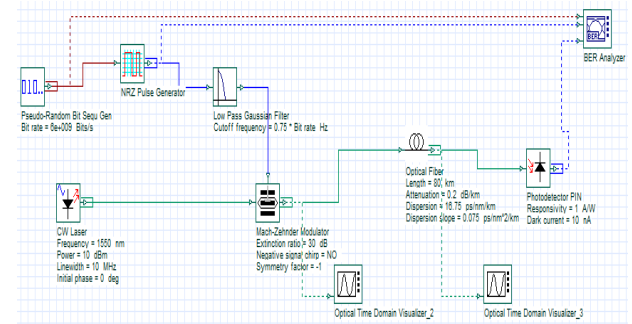 BER
BER Analyzer
NRZ Pulse Generator
Pseudo-Random Bit Sequ Gen
Bit rate = 6e+009 Bits/s
Low Pass Gaussian Filter
Cutoff frequency = 0.75 * Bit rate Hz
Optical Fiber
Length = 80 km
Attenuation = 0.2 dB/km
Dispersion = 16.75 ps/nm/km
Dispersion slope = 0.075 ps/nm^2/km
Photodetector PIN
Responsivity = 1 A/W
Dark current = 10 nA
CW Laser
Frequency = 1550 nm
Power = 10 dBm
Linewidth = 10 MHz
Initial phase = 0 deg
Mach-Zehnder Modulator
Extinction ratio = 30 dB
Negative signal chirp = NO
Symmetry factor = -1
Optical Time Domain Visualizer_2
Optical Time Domain Visualizer_3